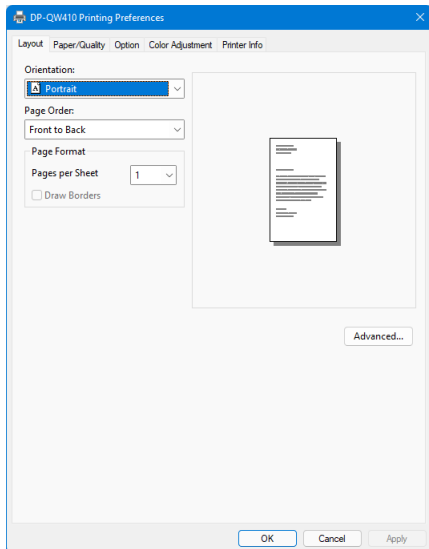 DP-QW410 Printing Preferences
Layout Paper/Quality Option Color Adjustment Printer Info
Orientation:
A Portrait
Page Order:
Front to Back
Page Format
Pages per Sheet 1
Draw Borders
Advanced...
OK Cancel Apply